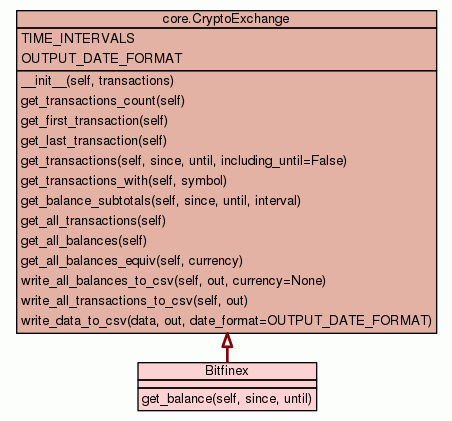 core.CryptoExchange
TIME_INTERVALS
OUTPUT_DATE_FORMAT
__init__(self, transactions)
get_transactions_count(self)
get_first_transaction(self)
get_last_transaction(self)
get_transactions(self, since, until, including_until=False)
get_transactions_with(self, symbol)
get_balance_subtotals(self, since, until, interval)
get_all_transactions(self)
get_all_balances(self)
get_all_balances_equiv(self, currency)
write_all_balances_to_csv(self, out, currency=None)
write_all_transactions_to_csv(self, out)
write_data_to_csv(data, out, date_format=OUTPUT_DATE_FORMAT)
Bitfinex
get_balance(self, since, until)